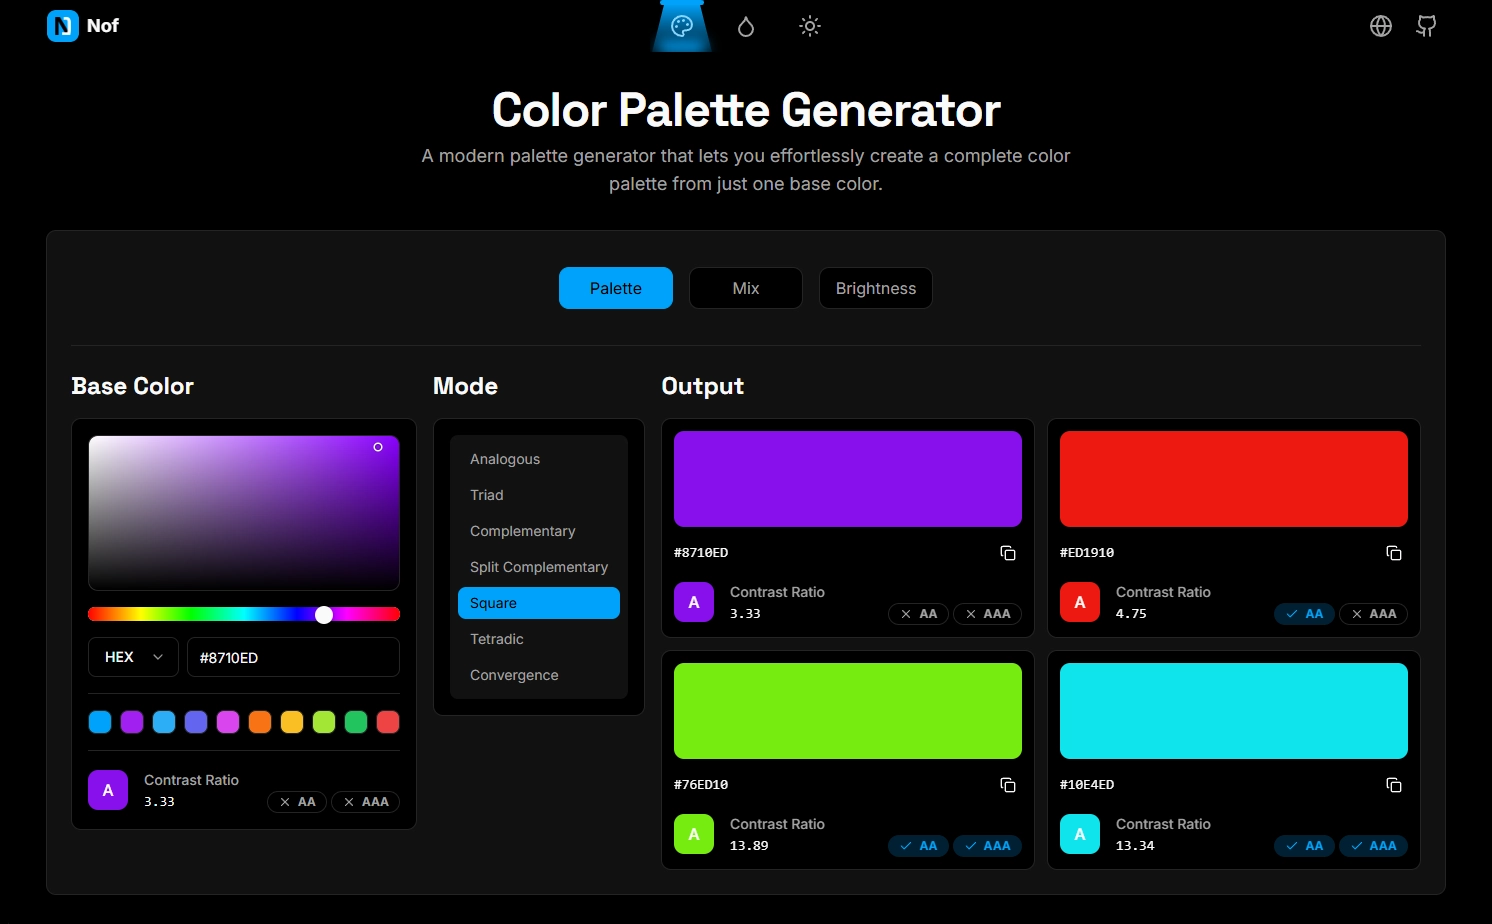 Nof
Color Palette Generator
A modern palette generator that lets you effortlessly create a complete color
palette from just one base color.
Palette
Mix
Brightness
Base Color
HEX
#8710ED
A
Contrast Ratio
3.33
AA
AAA
Mode
Analogous
Triad
Complementary
Split Complementary
Square
Tetradic
Convergence
Output
#8710ED
A
Contrast Ratio
3.33
AA
AAA
#ED1910
A
Contrast Ratio
4.75
AA
AAA
#76ED10
A
Contrast Ratio
13.89
AA
AAA
#10E4ED
A
Contrast Ratio
13.34
AA
AAA